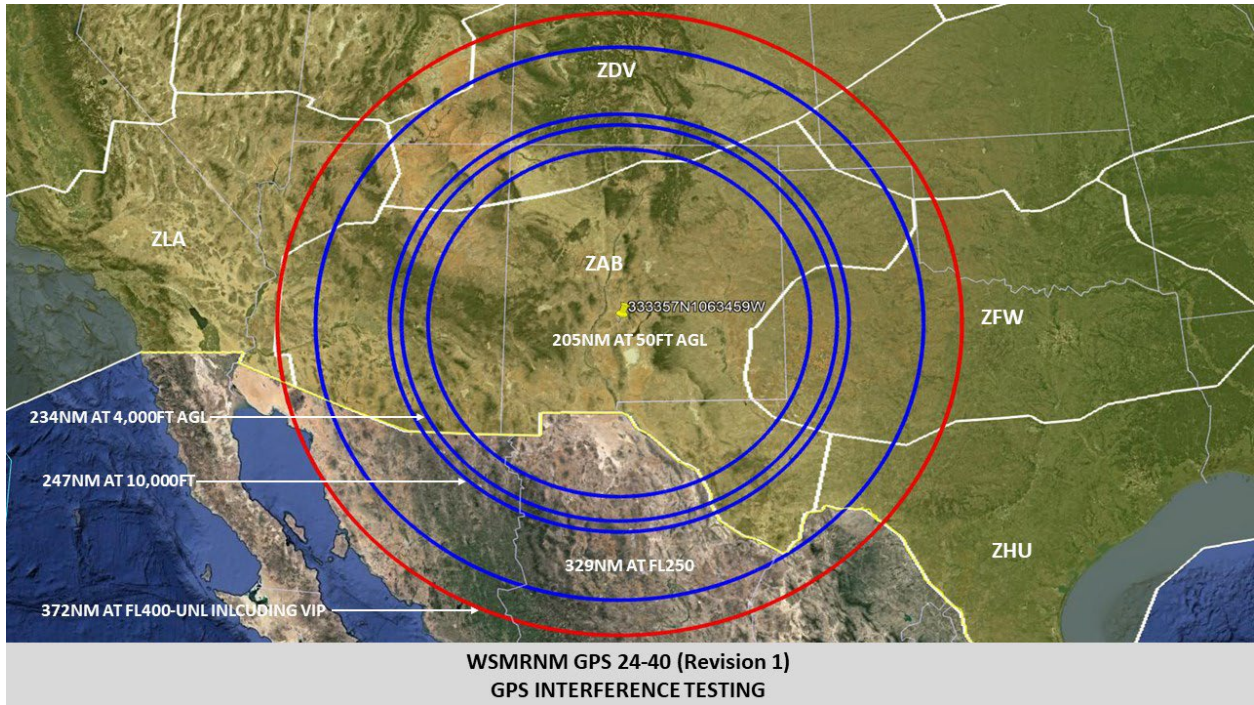 ZDV
ZLA
ZAB
333357N1063459W
ZFW
205NM AT 50FT AGL
234NM AT 4,000FT AGL
247NM AT 10,000FT
ZHU
329NM AT FL250
372NM AT FL400-UNL INLCUDING VIP
WSMRNM GPS 24-40 (Revision 1)
GPS INTERFERENCE TESTING